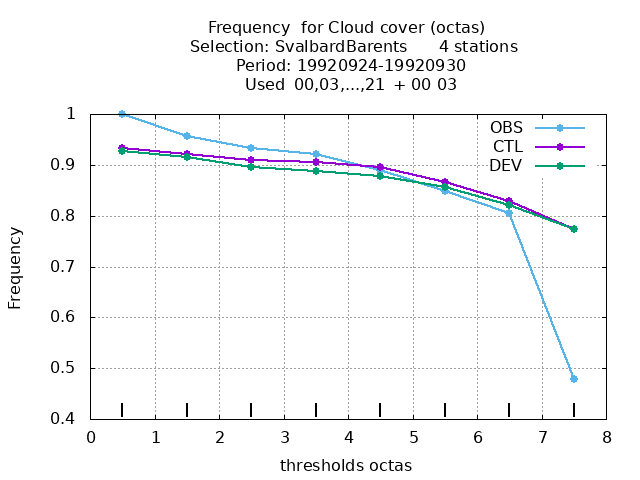 Frequency  for Cloud cover (octas)
Selection: SvalbardBarents      4 stations
Period: 19920924-19920930
Used  00,03,...,21  + 00 03
OBS
CTL
DEV
1
0.9
0.8
0.7
0.6
0.5
0.4
Frequency
0 1 2 3 4 5 6 7 8
thresholds octas